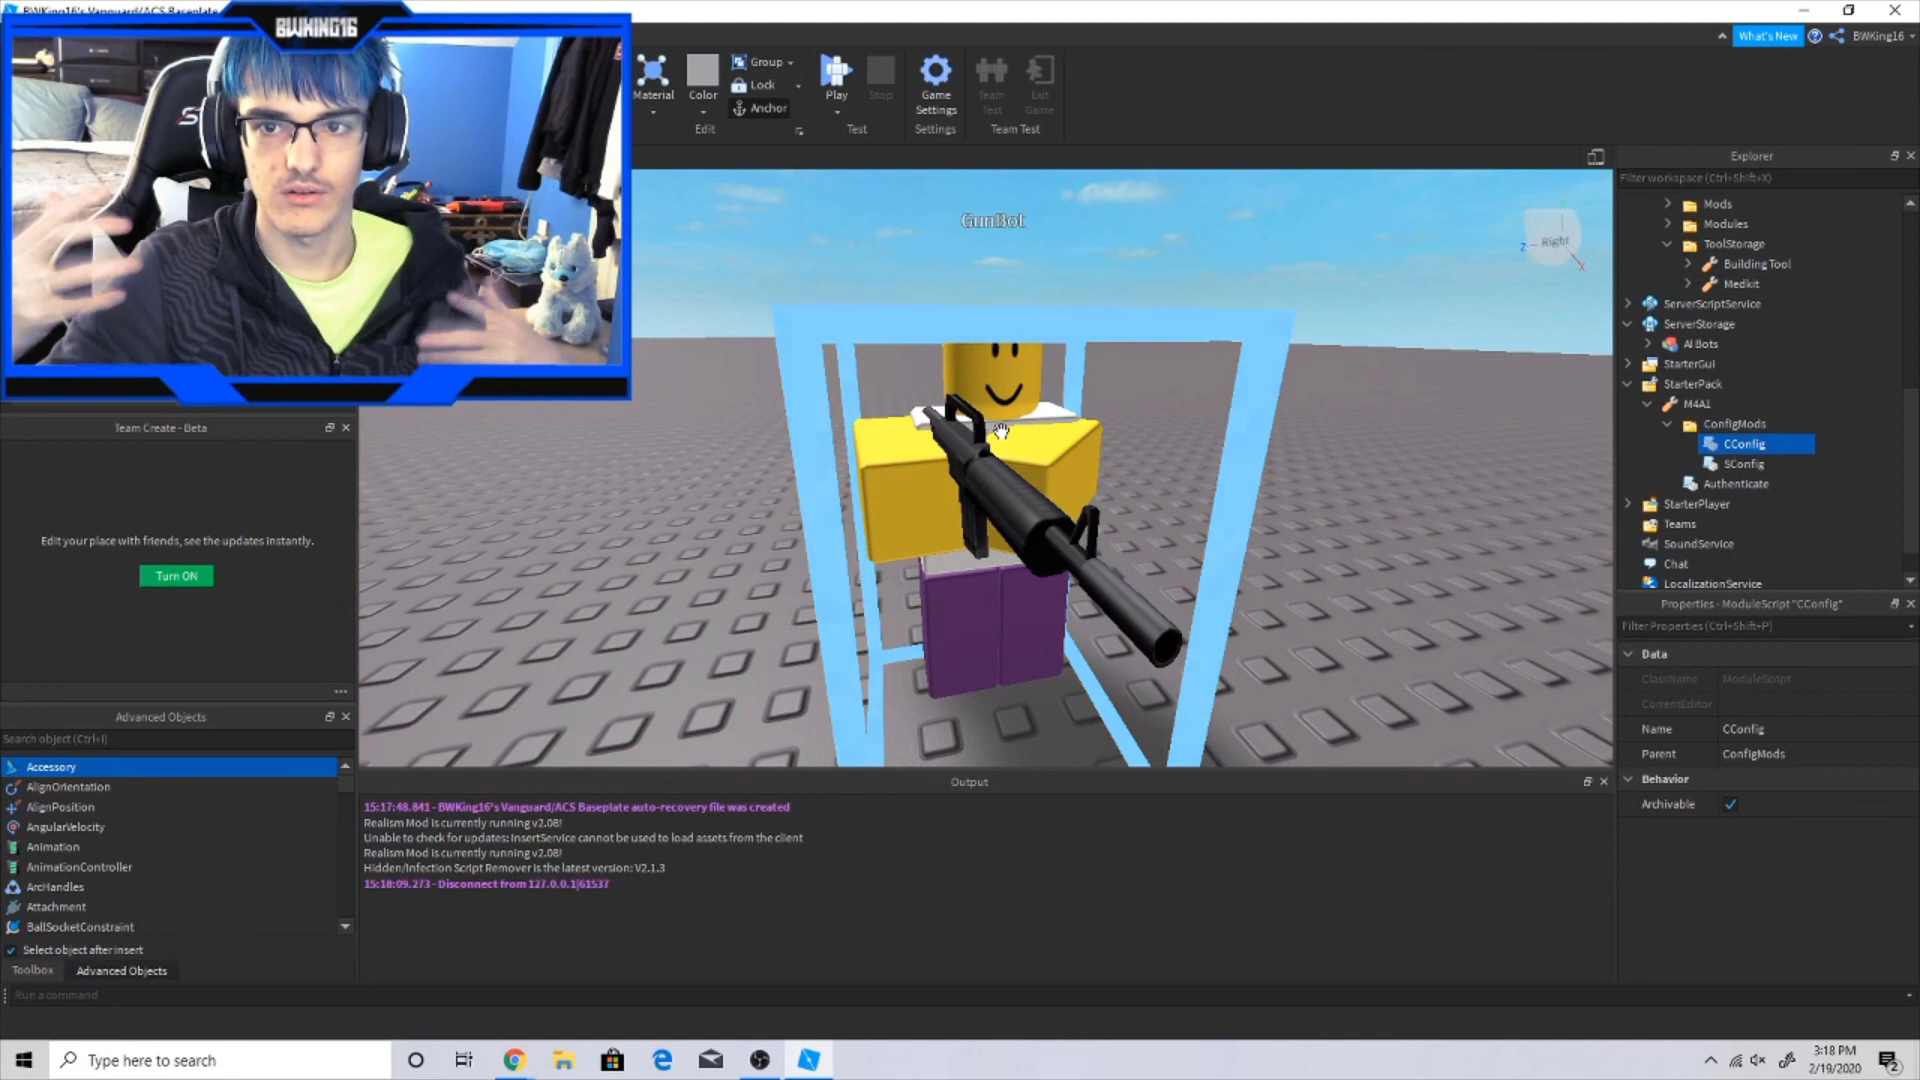 BWKing16's Vanguard/ACS Baseplate
BWKING16
What's New
BWKing16
Material
Color
Group
Lock
Anchor
Edit
Play
Stop
Test
Game Settings
Settings
Team Test
Exit Game
Team Test
Explorer
Filter workspace (Ctrl+Shift+X)
Mods
Modules
ToolStorage
Building Tool
Medkit
ServerScriptService
ServerStorage
AI Bots
StarterGui
StarterPack
M4A1
ConfigMods
CConfig
SConfig
Authenticate
StarterPlayer
Teams
SoundService
Chat
LocalizationService
GunBot
Right
Z
X
Team Create - Beta
Edit your place with friends, see the updates instantly.
Turn ON
Advanced Objects
Search object (Ctrl+I)
Accessory
AlignOrientation
AlignPosition
AngularVelocity
Animation
AnimationController
ArcHandles
Attachment
BallSocketConstraint
Select object after insert
Toolbox
Advanced Objects
Run a command
Output
15:17:48.841 - BWKing16's Vanguard/ACS Baseplate auto-recovery file was created
Realism Mod is currently running v2.08!
Unable to check for updates: InsertService cannot be used to load assets from the client
Realism Mod is currently running v2.08!
Hidden/Infection Script Remover is the latest version: V2.1.3
15:18:09.273 - Disconnect from 127.0.0.1|61537
Properties - ModuleScript "CConfig"
Filter Properties (Ctrl+Shift+P)
Data
ClassName ModuleScript
CurrentEditor
Name CConfig
Parent ConfigMods
Behavior
Archivable
Type here to search
3:18 PM
2/19/2020
2